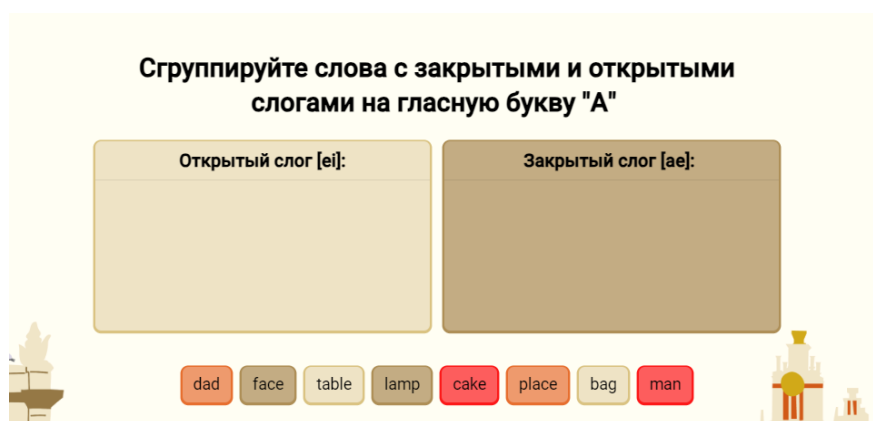 Сгруппируйте слова с закрытыми и открытыми
слогами на гласную букву "А"
Открытый слог [ei]:
Закрытый слог [ae]:
dad
face
table
lamp
cake
place
bag
man